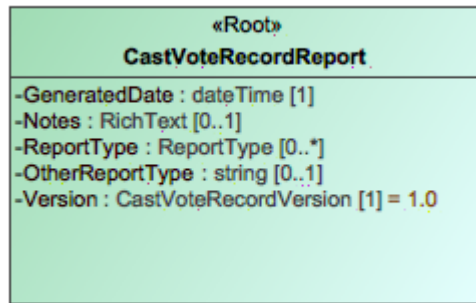 «Root»
CastVoteRecordReport
-GeneratedDate : dateTime [1]
-Notes : RichText [0..1]
-ReportType : ReportType [0..*]
-OtherReportType : string [0..1]
-Version : CastVoteRecordVersion [1] = 1.0